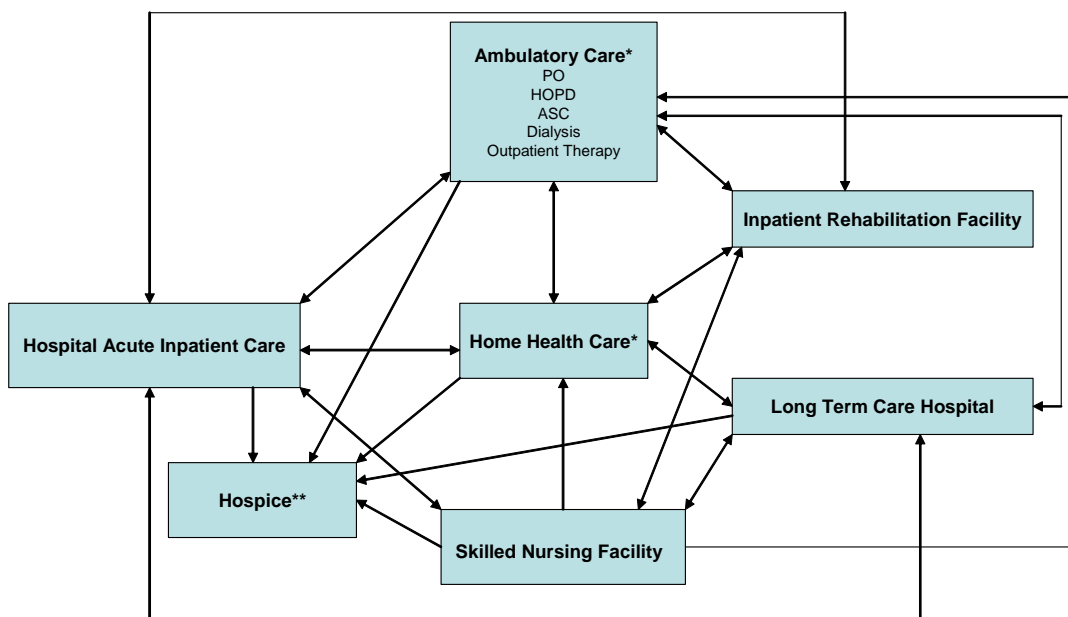 Ambulatory Care*
PO
HOPD
ASC
Dialysis
Outpatient Therapy
Inpatient Rehabilitation Facility
Hospital Acute Inpatient Care
Home Health Care*
Long Term Care Hospital
Hospice**
Skilled Nursing Facility